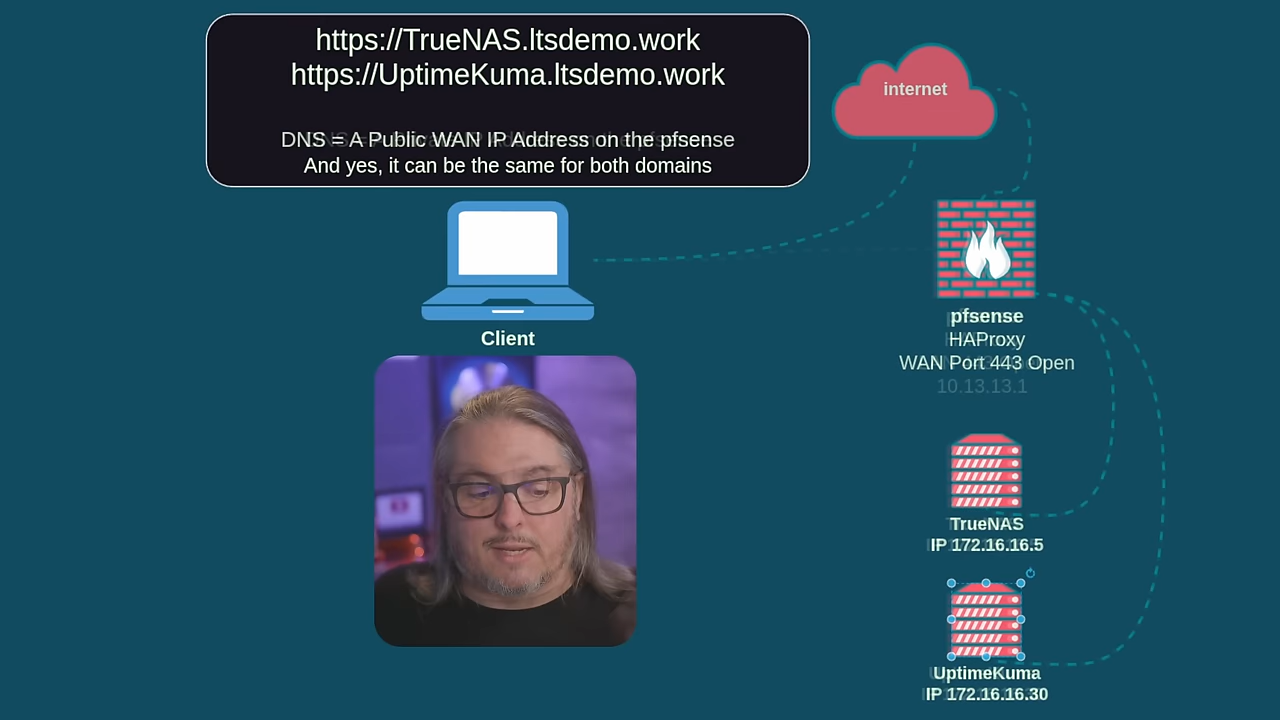 https://TrueNAS.ltsdemo.work
https://UptimeKuma.ltsdemo.work
DNS = A Public WAN IP Address on the pfsense
And yes, it can be the same for both domains
internet
Client
pfsense
HAProxy
WAN Port 443 Open
10.13.13.1
TrueNAS
IP 172.16.16.5
UptimeKuma
IP 172.16.16.30